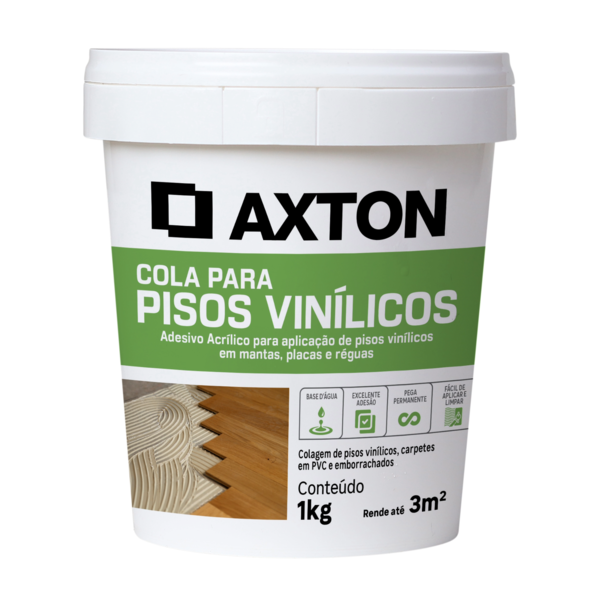 AXTON
COLA PARA
PISOS VINÍLICOS
Adesivo Acrílico para aplicação de pisos vinílicos
em mantas, placas e réguas
BASE D'ÁGUA
EXCELENTE
ADESÃO
PEGA
PERMANENTE
FÁCIL DE
APLICAR E
LIMPAR
Colagem de pisos vinílicos, carpetes
em PVC e emborrachados
Conteúdo
1kg
Rende até 3m²